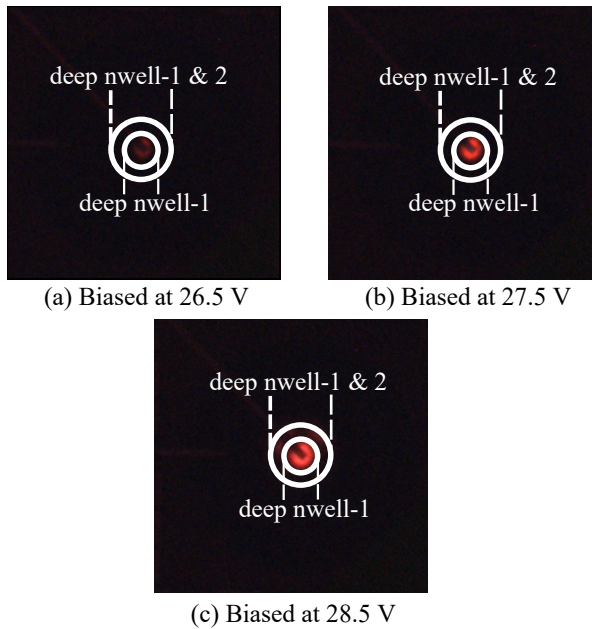 deep nwell-1 & 2
deep nwell-1
(a) Biased at 26.5 V
deep nwell-1 & 2
deep nwell-1
(b) Biased at 27.5 V
deep nwell-1 & 2
deep nwell-1
(c) Biased at 28.5 V